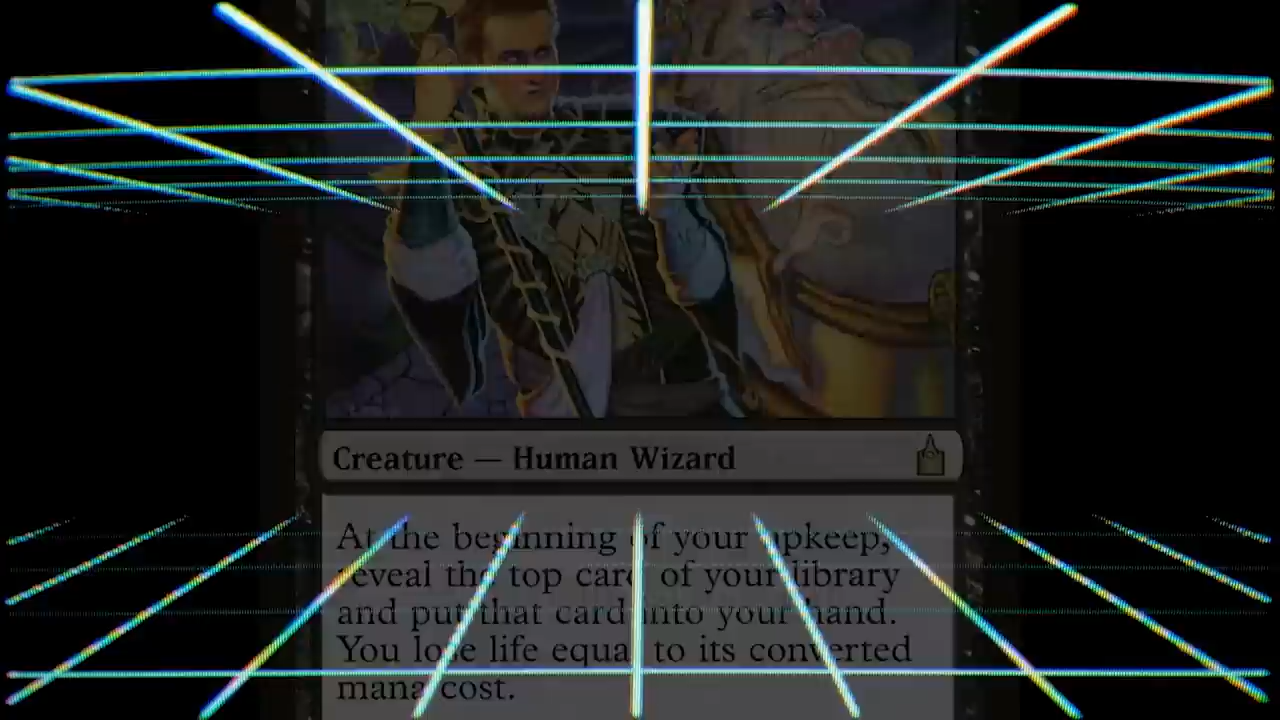 Creature — Human Wizard
At the beginning of your upkeep,
reveal the top card of your library
and put that card into your hand.
You lose life equal to its converted
mana cost.